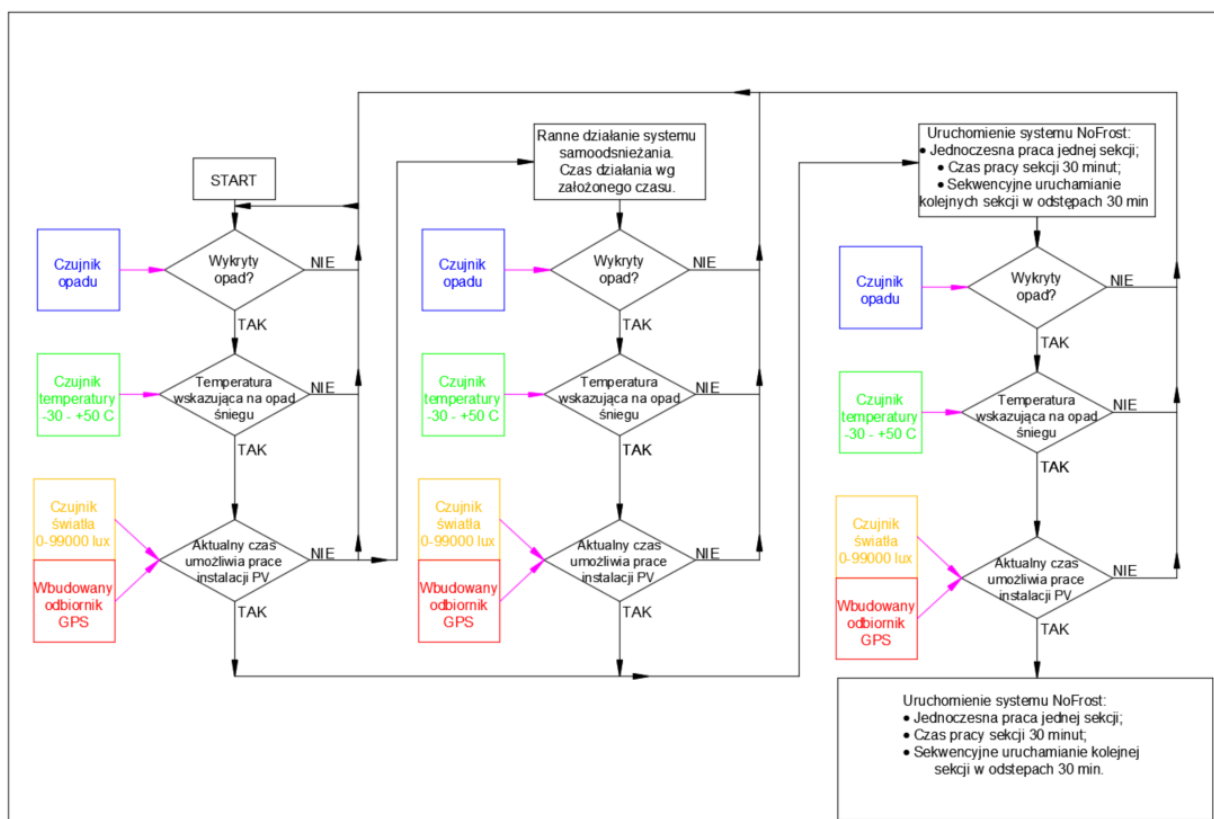 START
Czujnik
opadu
Wykryty
opad?
NIE
TAK
Czujnik
temperatury
-30 - +50 C
Temperatura
wskazująca na opad
śniegu
NIE
TAK
Czujnik
światła
0-99000 lux
Wbudowany
odbiornik
GPS
Aktualny czas
umożliwia prace
instalacji PV
NIE
TAK
Ranne działanie systemu
samoodsnieżania.
Czas działania wg
założonego czasu.
Czujnik
opadu
Wykryty
opad?
NIE
TAK
Czujnik
temperatury
-30 - +50 C
Temperatura
wskazująca na opad
śniegu
NIE
TAK
Czujnik
światła
0-99000 lux
Wbudowany
odbiornik
GPS
Aktualny czas
umożliwia prace
instalacji PV
NIE
TAK
Uruchomienie systemu NoFrost:
● Jednoczesna praca jednej sekcji;
● Czas pracy sekcji 30 minut;
● Sekwencyjne uruchamianie
kolejnych sekcji w odstępach 30 min
Czujnik
opadu
Wykryty
opad?
NIE
TAK
Czujnik
temperatury
-30 - +50 C
Temperatura
wskazująca na opad
śniegu
NIE
TAK
Czujnik
światła
0-99000 lux
Wbudowany
odbiornik
GPS
Aktualny czas
umożliwia prace
instalacji PV
NIE
TAK
Uruchomienie systemu NoFrost:
● Jednoczesna praca jednej sekcji;
● Czas pracy sekcji 30 minut;
● Sekwencyjne uruchamianie kolejnej
sekcji w odstepach 30 min.